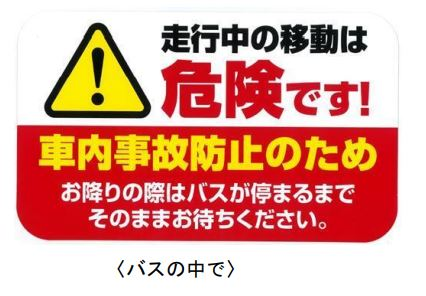 走行中の移動は
危険です!
車内事故防止のため
お降りの際はバスが停まるまで
そのままお待ちください。
〈バスの中で〉